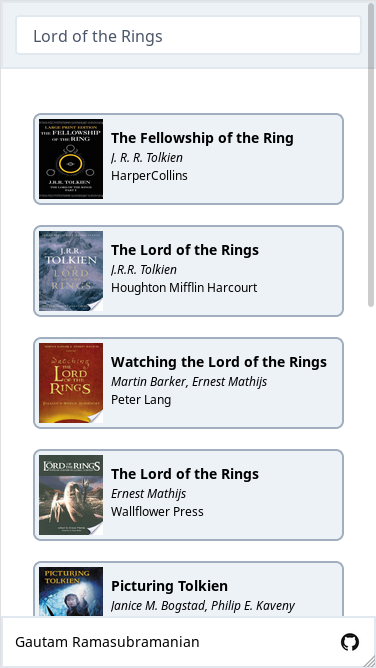 Lord of the Rings
LARGE PRINT EDITION
THE FELLOWSHIP
OF THE RING
J.R.R. TOLKIEN
THE LORD OF THE RINGS
PART I
The Fellowship of the Ring
J. R. R. Tolkien
HarperCollins
J.R.R.
TOLKIEN
THE
LORD
OF THE
RINGS
The Lord of the Rings
J.R.R. Tolkien
Houghton Mifflin Harcourt
Watching
THE
LORD
OF THE
RINGS
Watching the Lord of the Rings
Martin Barker, Ernest Mathijs
Peter Lang
THE
LORD OF THE RINGS
The Lord of the Rings
Ernest Mathijs
Wallflower Press
PICTURING
TOLKIEN
Picturing Tolkien
Janice M. Bogstad, Philip E. Kaveny
Gautam Ramasubramanian